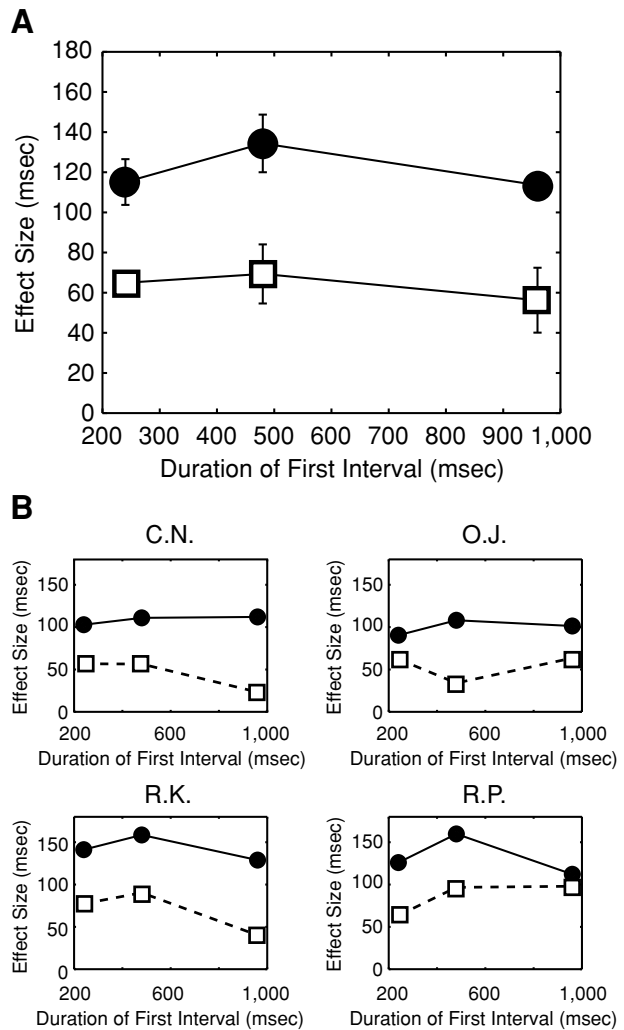 A
180
160
140
120
100
80
60
40
20
0
Effect Size (msec)
200 300 400 500 600 700 800 900 1,000
Duration of First Interval (msec)
B
C.N.
150
100
50
0
Effect Size (msec)
200 600 1,000
Duration of First Interval (msec)
O.J.
150
100
50
0
Effect Size (msec)
200 600 1,000
Duration of First Interval (msec)
R.K.
150
100
50
0
Effect Size (msec)
200 600 1,000
Duration of First Interval (msec)
R.P.
150
100
50
0
Effect Size (msec)
200 600 1,000
Duration of First Interval (msec)